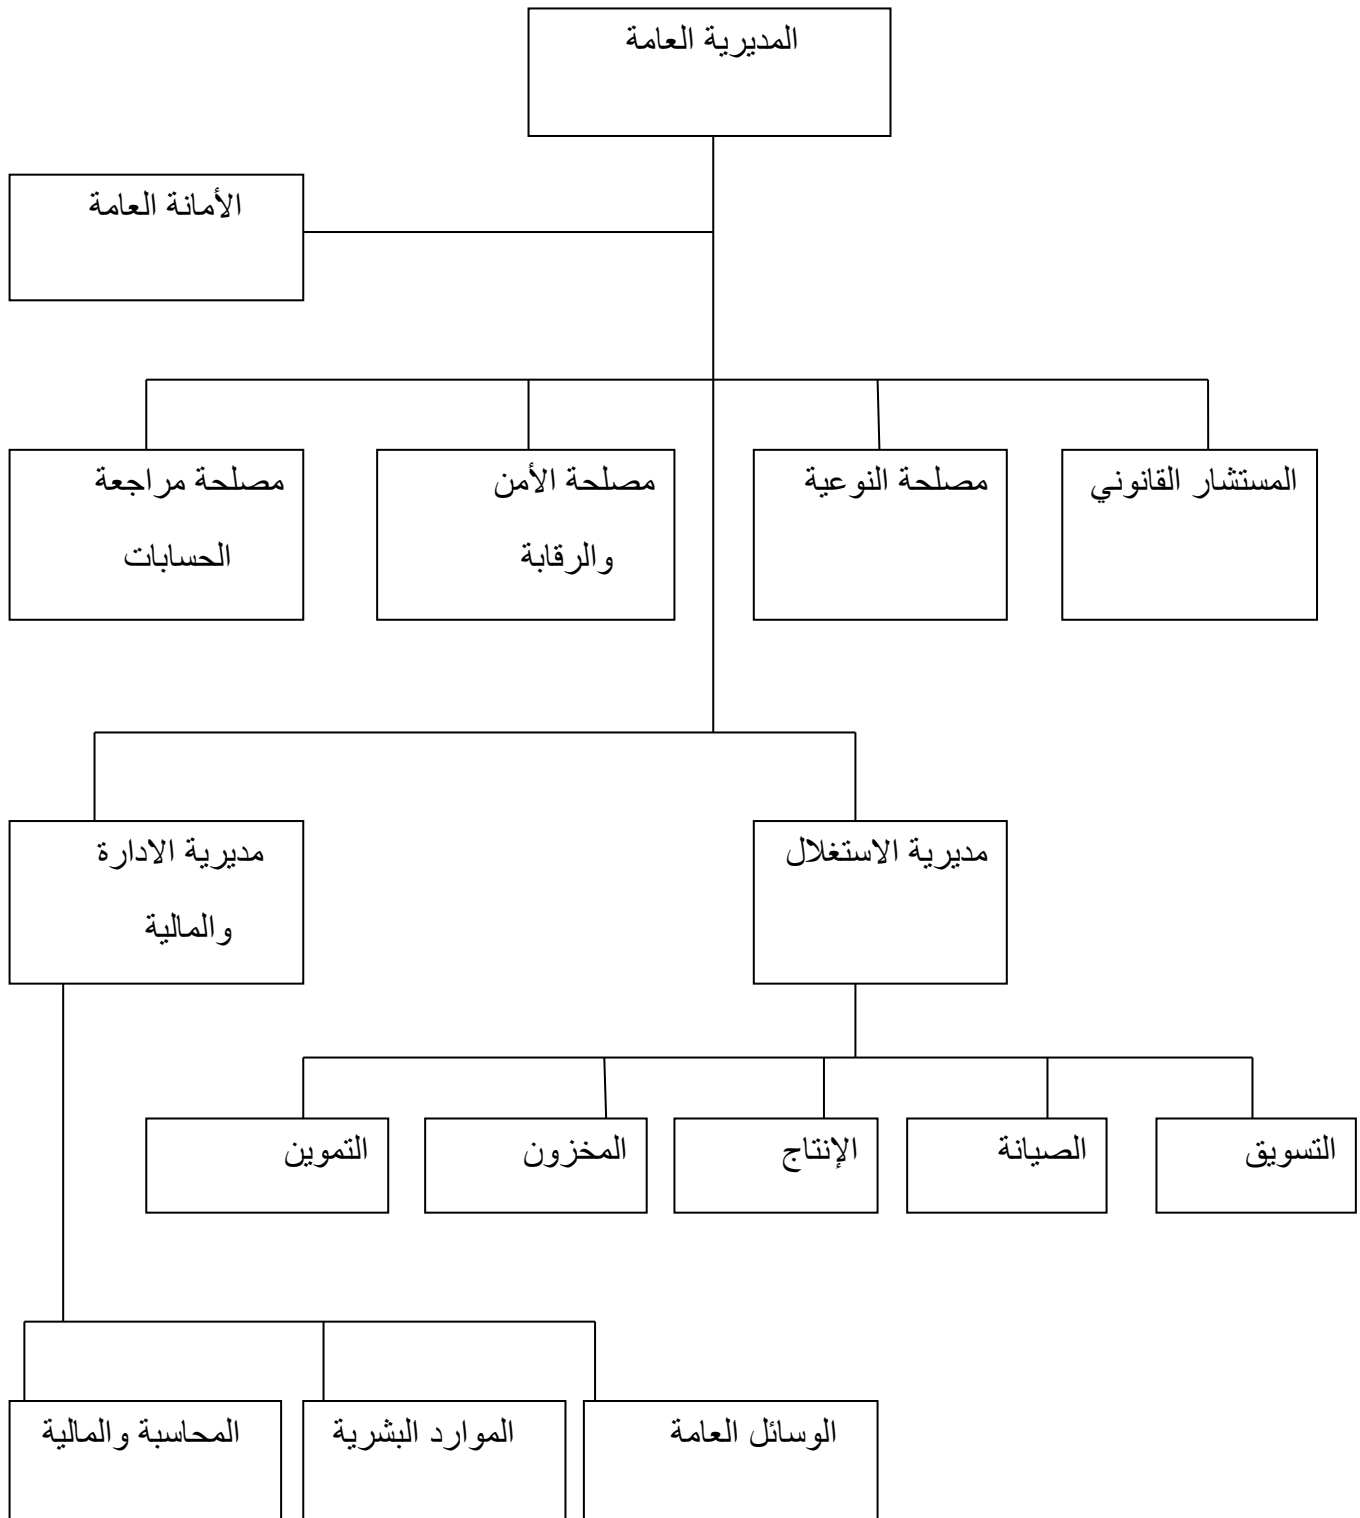 المديرية العامة
الأمانة العامة
المستشار القانوني
مصلحة النوعية
مصلحة الأمن
والرقابة
مصلحة مراجعة
الحسابات
مديرية الاستغلال
مديرية الادارة
والمالية
التسويق
الصيانة
الإنتاج
المخزون
التموين
الوسائل العامة
الموارد البشرية
المحاسبة والمالية